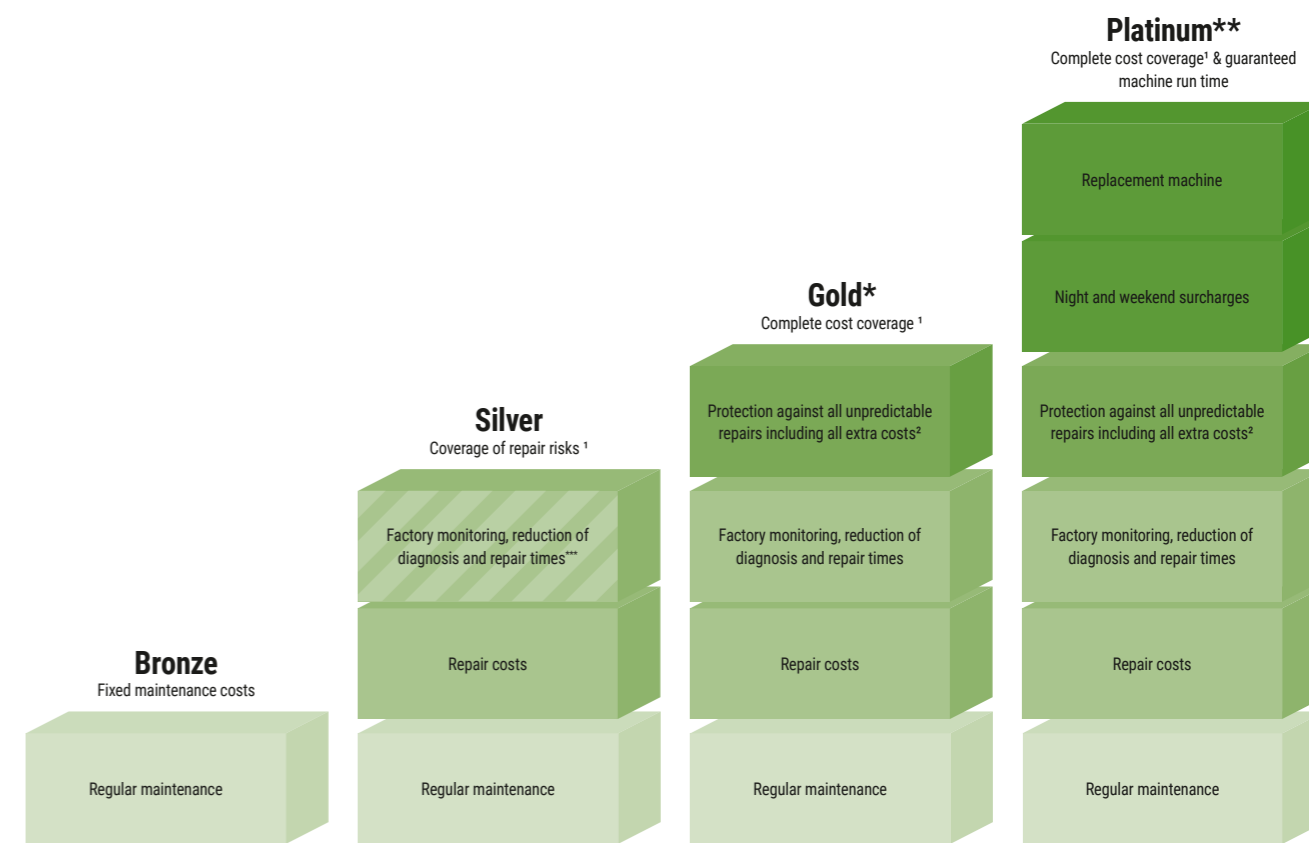 Platinum**
Complete cost coverage¹ & guaranteed
machine run time
Replacement machine
Night and weekend surcharges
Gold*
Complete cost coverage ¹
Protection against all unpredictable
repairs including all extra costs²
Protection against all unpredictable
repairs including all extra costs²
Silver
Coverage of repair risks ¹
Factory monitoring, reduction of
diagnosis and repair times***
Factory monitoring, reduction of
diagnosis and repair times
Factory monitoring, reduction of
diagnosis and repair times
Bronze
Fixed maintenance costs
Repair costs
Repair costs
Repair costs
Regular maintenance
Regular maintenance
Regular maintenance
Regular maintenance